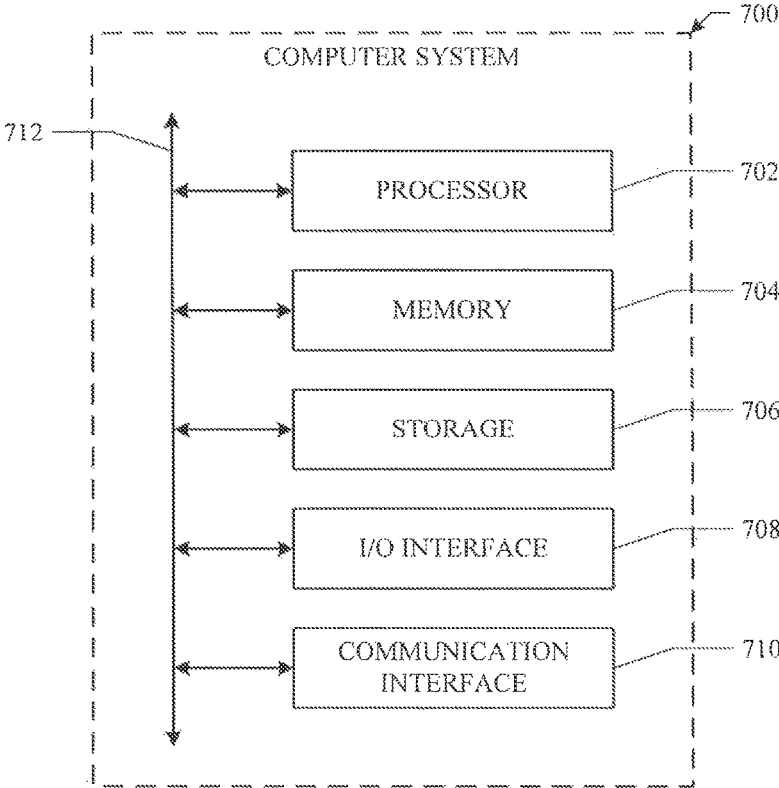 700
COMPUTER SYSTEM
712
PROCESSOR
702
MEMORY
704
STORAGE
706
I/O INTERFACE
708
COMMUNICATION
INTERFACE
710